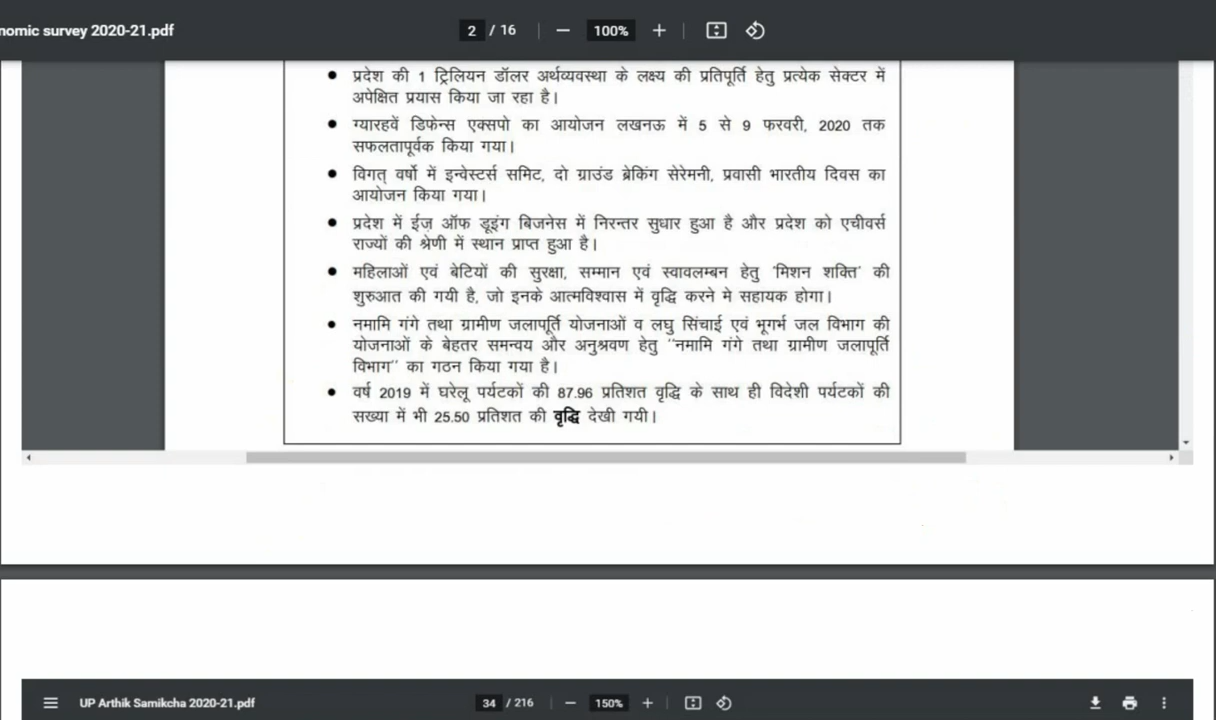 nomic survey 2020-21.pdf
2 / 16
100%
• प्रदेश की 1 ट्रिलियन डॉलर अर्थव्यवस्था के लक्ष्य की प्रतिपूर्ति हेतु प्रत्येक सेक्टर में
अपेक्षित प्रयास किया जा रहा है।
• ग्यारहवें डिफेन्स एक्सपो का आयोजन लखनऊ में 5 से 9 फरवरी, 2020 तक
सफलतापूर्वक किया गया।
• विगत् वर्षो में इन्वेस्टर्स समिट, दो ग्राउंड ब्रेकिंग सेरेमनी, प्रवासी भारतीय दिवस का
आयोजन किया गया।
• प्रदेश में ईज़ ऑफ डूइंग बिजनेस में निरन्तर सुधार हुआ है और प्रदेश को एचीवर्स
राज्यों की श्रेणी में स्थान प्राप्त हुआ है।
• महिलाओं एवं बेटियों की सुरक्षा, सम्मान एवं स्वावलम्बन हेतु 'मिशन शक्ति' की
शुरुआत की गयी है, जो इनके आत्मविश्वास में वृद्धि करने मे सहायक होगा।
• नमामि गंगे तथा ग्रामीण जलापूर्ति योजनाओं व लघु सिंचाई एवं भूगर्भ जल विभाग की
योजनाओं के बेहतर समन्वय और अनुश्रवण हेतु "नमामि गंगे तथा ग्रामीण जलापूर्ति
विभाग" का गठन किया गया है।
• वर्ष 2019 में घरेलू पर्यटकों की 87.96 प्रतिशत वृद्धि के साथ ही विदेशी पर्यटकों की
सख्या में भी 25.50 प्रतिशत की वृद्धि देखी गयी।
UP Arthik Samikcha 2020-21.pdf
34 / 216
150%